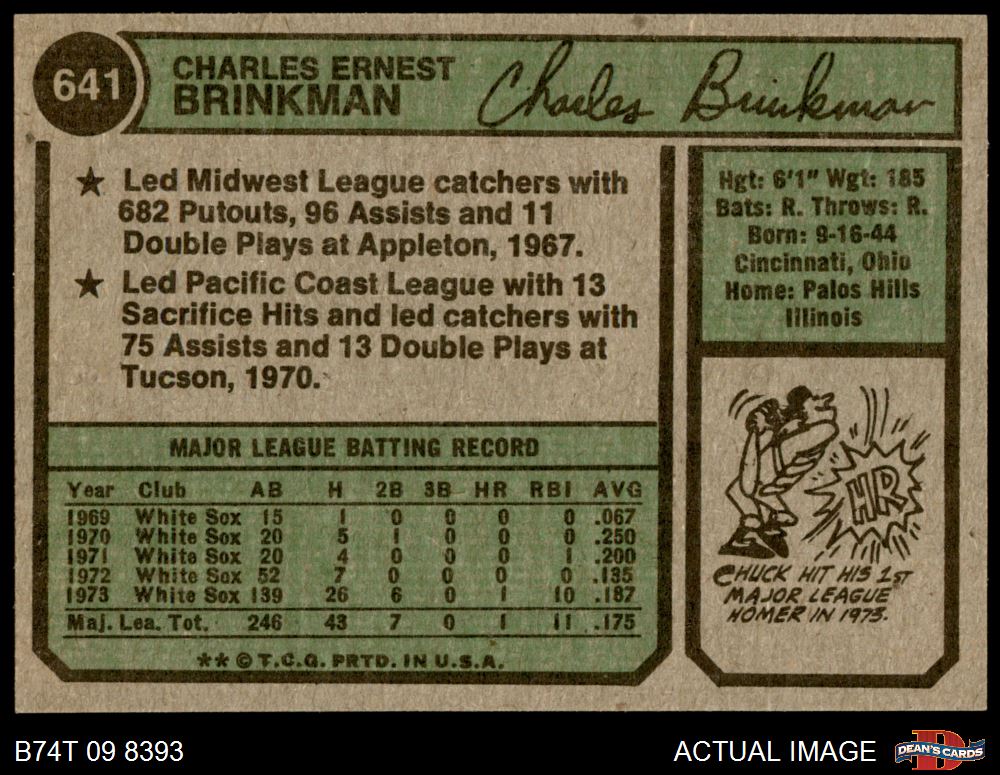 641
CHARLES ERNEST
BRINKMAN
Charles Brinkman
★ Led Midwest League catchers with
682 Putouts, 96 Assists and 11
Double Plays at Appleton, 1967.
★ Led Pacific Coast League with 13
Sacrifice Hits and led catchers with
75 Assists and 13 Double Plays at
Tucson, 1970.
Hgt: 6'1" Wgt: 185
Bats: R. Throws: R.
Born: 9-16-44
Cincinnati, Ohio
Home: Palos Hills
Illinois
MAJOR LEAGUE BATTING RECORD
Year Club AB H 2B 3B HR RBI AVG
1969 White Sox 15 1 0 0 0 0 .067
1970 White Sox 20 5 1 0 0 0 .250
1971 White Sox 20 4 0 0 0 1 .200
1972 White Sox 52 7 0 0 0 0 .135
1973 White Sox 139 26 6 0 1 10 .187
Maj. Lea. Tot. 246 43 7 0 1 11 .175
** © T.C.G. PRTD. IN U.S.A.
HR
CHUCK HIT HIS 1ST
MAJOR LEAGUE
HOMER IN 1973.
B74T 09 8393
ACTUAL IMAGE
D
DEAN'S CARDS